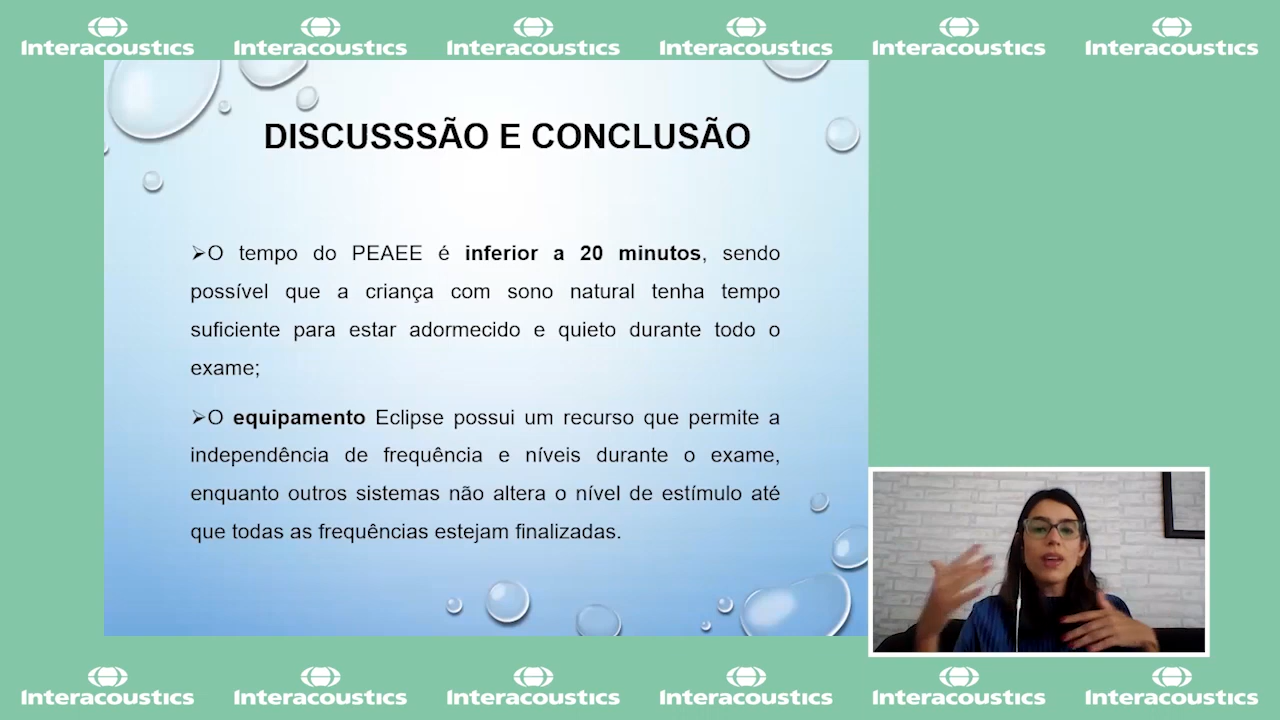 Interacoustics Interacoustics Interacoustics Interacoustics Interacoustics Interacoustics
DISCUSSSÃO E CONCLUSÃO
➢O tempo do PEAEE é inferior a 20 minutos, sendo
possível que a criança com sono natural tenha tempo
suficiente para estar adormecido e quieto durante todo o
exame;
➢O equipamento Eclipse possui um recurso que permite a
independência de frequência e níveis durante o exame,
enquanto outros sistemas não altera o nível de estímulo até
que todas as frequências estejam finalizadas.
Interacoustics Interacoustics Interacoustics Interacoustics Interacoustics Interacoustics